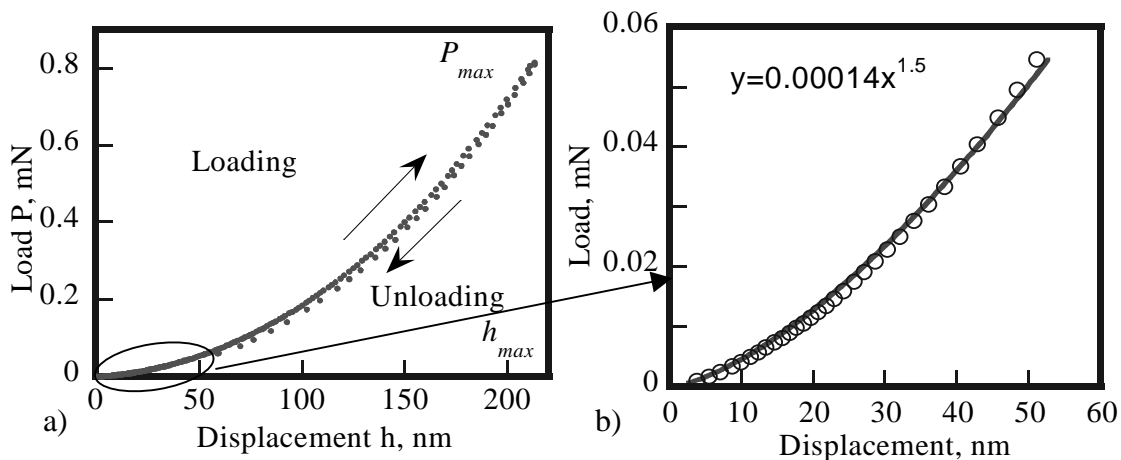 0.8
0.6
0.4
0.2
0
0
50
100
150
200
Load P, mN
Displacement h, nm
P_max
Loading
Unloading
h_max
a)
0.06
0.04
0.02
0
0
10
20
30
40
50
60
Load, mN
Displacement, nm
y=0.00014x^1.5
b)